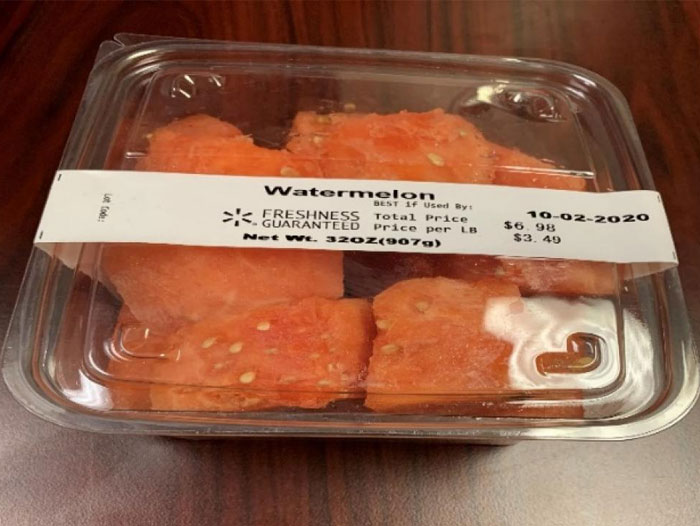 Lot Code:
Watermelon
BEST if Used By: 10-02-2020
FRESHNESS GUARANTEED
Total Price $6.98
Price per LB $3.49
Net Wt. 32OZ(907g)